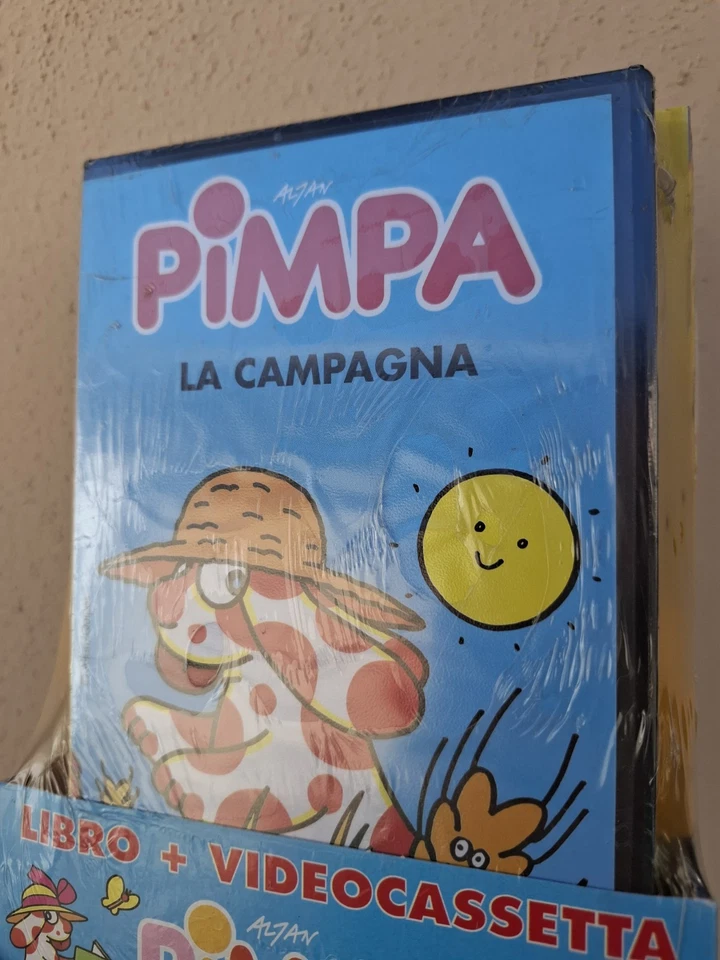 ALTAN
PiMPA
LA CAMPAGNA
LIBRO + VIDEOCASSETTA
ALTAN